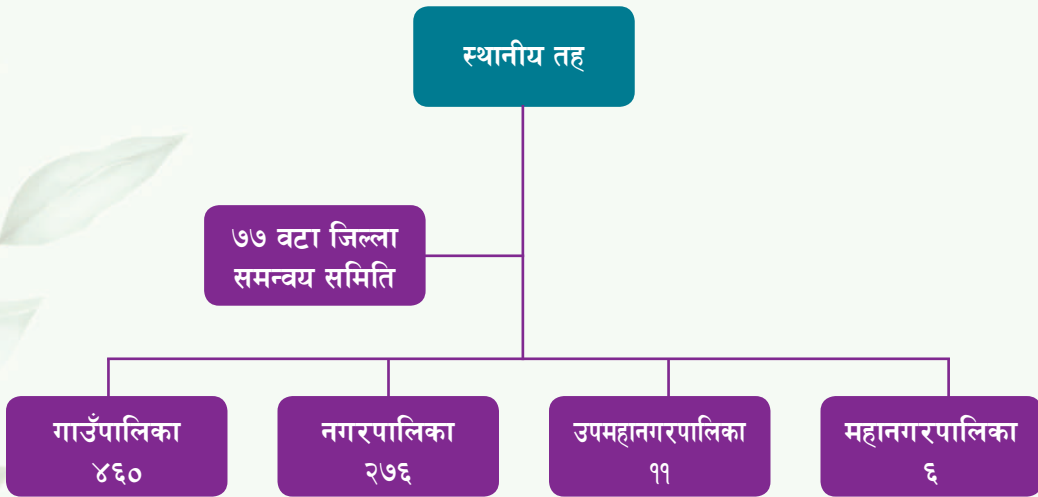 स्थानीय तह
७७ वटा जिल्ला
समन्वय समिति
गाउँपालिका
४६०
नगरपालिका
२७६
उपमहानगरपालिका
११
महानगरपालिका
६